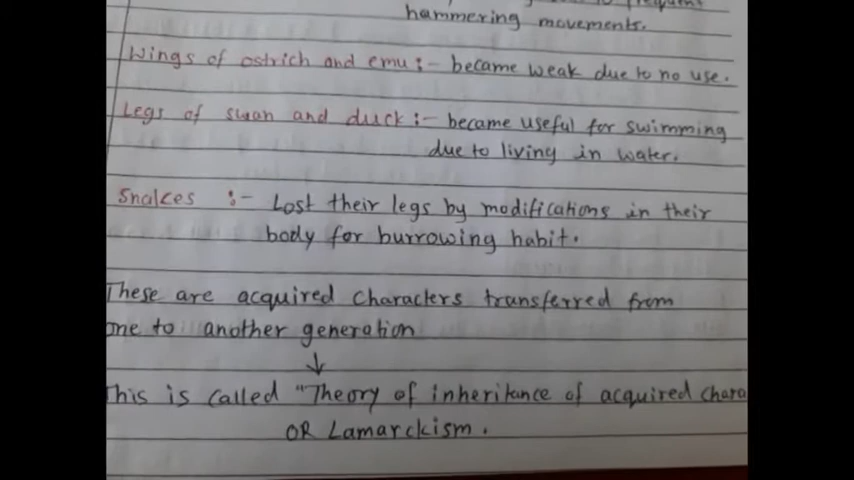 hammering movements.
Wings of ostrich and emu :- became weak due to no use.
Legs of swan and duck :- became useful for swimming
due to living in water.
Snakes :- Lost their legs by modifications in their
body for burrowing habit.
These are acquired characters transferred from
one to another generation
↓
This is called "Theory of inheritance of acquired chara
OR Lamarckism.